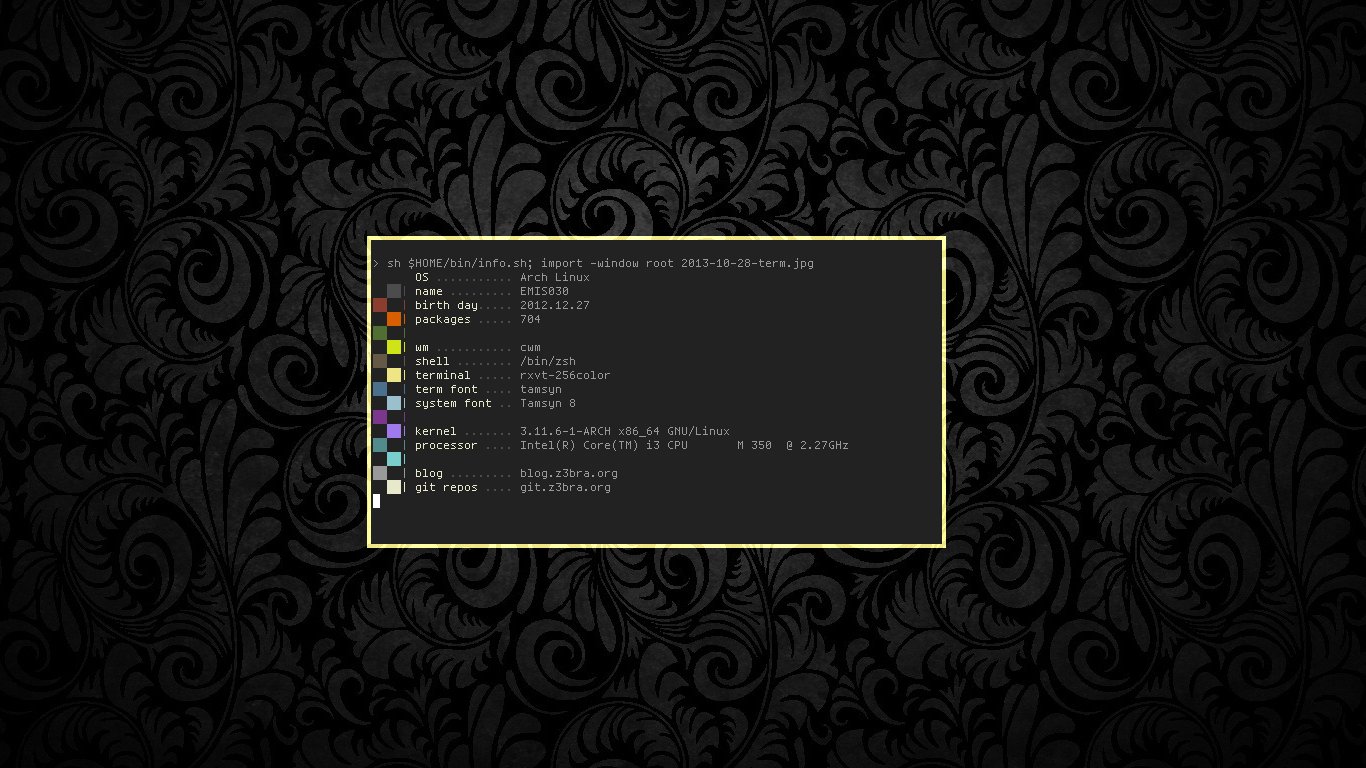 > sh $HOME/bin/info.sh; import -window root 2013-10-28-term.jpg
OS ........... Arch Linux
name ......... EMIS030
birth day..... 2012.12.27
packages ..... 704
wm ........... cwm
shell ........ /bin/zsh
terminal ..... rxvt-256color
term font .... tamsyn
system font .. Tamsyn 8
kernel ....... 3.11.6-1-ARCH x86_64 GNU/Linux
processor .... Intel(R) Core(TM) i3 CPU       M 350  @ 2.27GHz
blog ......... blog.z3bra.org
git repos .... git.z3bra.org